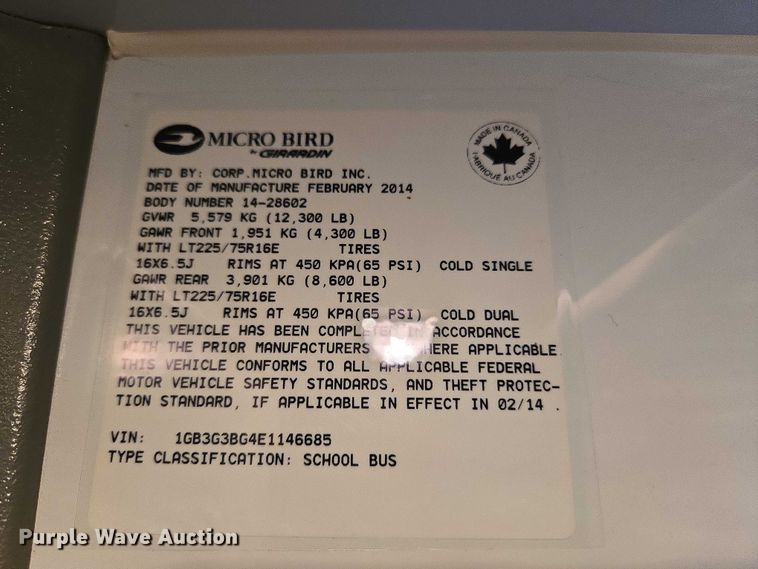 MICRO BIRD
by GIRARDIN
MADE IN CANADA
FABRIQUÉ AU CANADA
MFD BY: CORP.MICRO BIRD INC.
DATE OF MANUFACTURE FEBRUARY 2014
BODY NUMBER 14-28602
GVWR 5,579 KG (12,300 LB)
GAWR FRONT 1,951 KG (4,300 LB)
WITH LT225/75R16E TIRES
16X6.5J RIMS AT 450 KPA(65 PSI) COLD SINGLE
GAWR REAR 3,901 KG (8,600 LB)
WITH LT225/75R16E TIRES
16X6.5J RIMS AT 450 KPA(65 PSI) COLD DUAL
THIS VEHICLE HAS BEEN COMPLETED IN ACCORDANCE
WITH THE PRIOR MANUFACTURERS WHERE APPLICABLE.
THIS VEHICLE CONFORMS TO ALL APPLICABLE FEDERAL
MOTOR VEHICLE SAFETY STANDARDS, AND THEFT PROTEC-
TION STANDARD, IF APPLICABLE IN EFFECT IN 02/14 .
VIN: 1GB3G3BG4E1146685
TYPE CLASSIFICATION: SCHOOL BUS
Purple Wave Auction